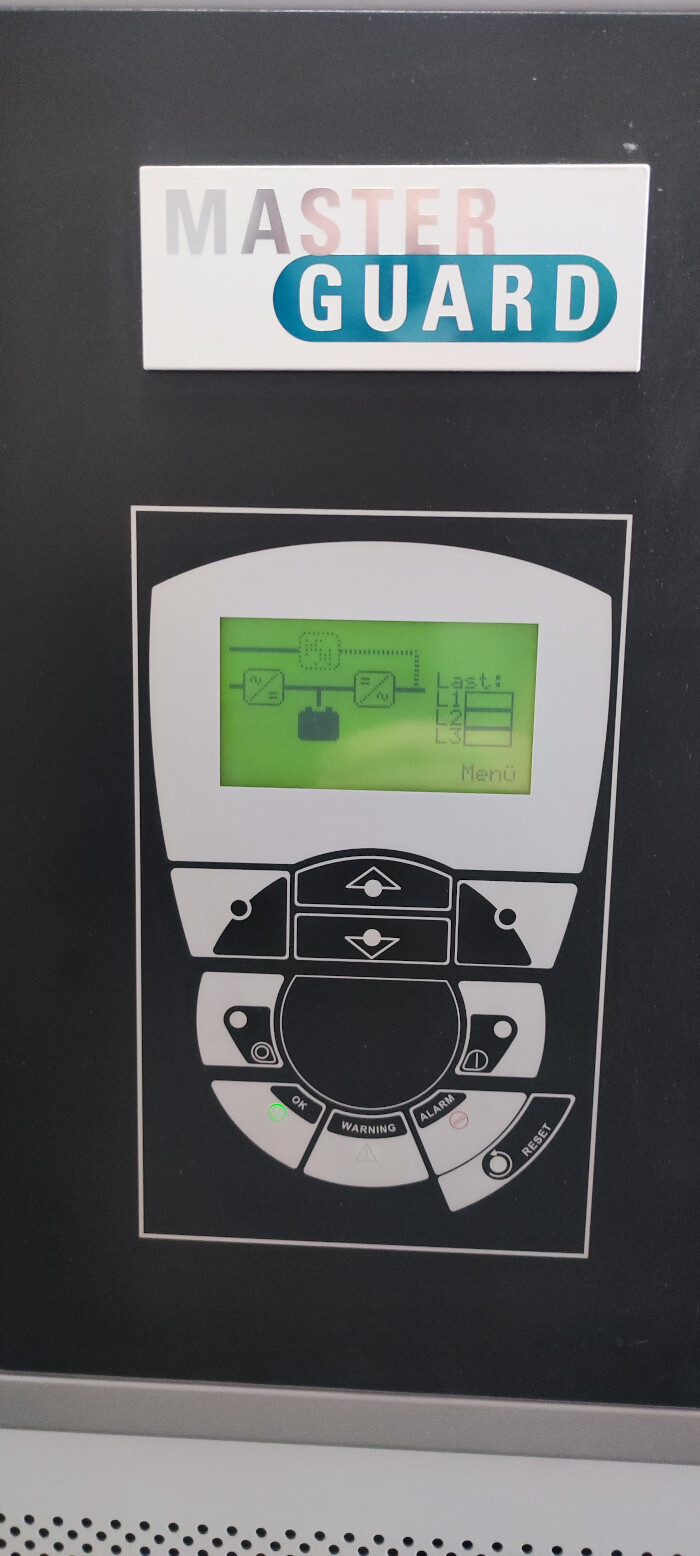 MASTER
GUARD
Last:
L1
L2
L3
Menü
OK
WARNING
ALARM
RESET